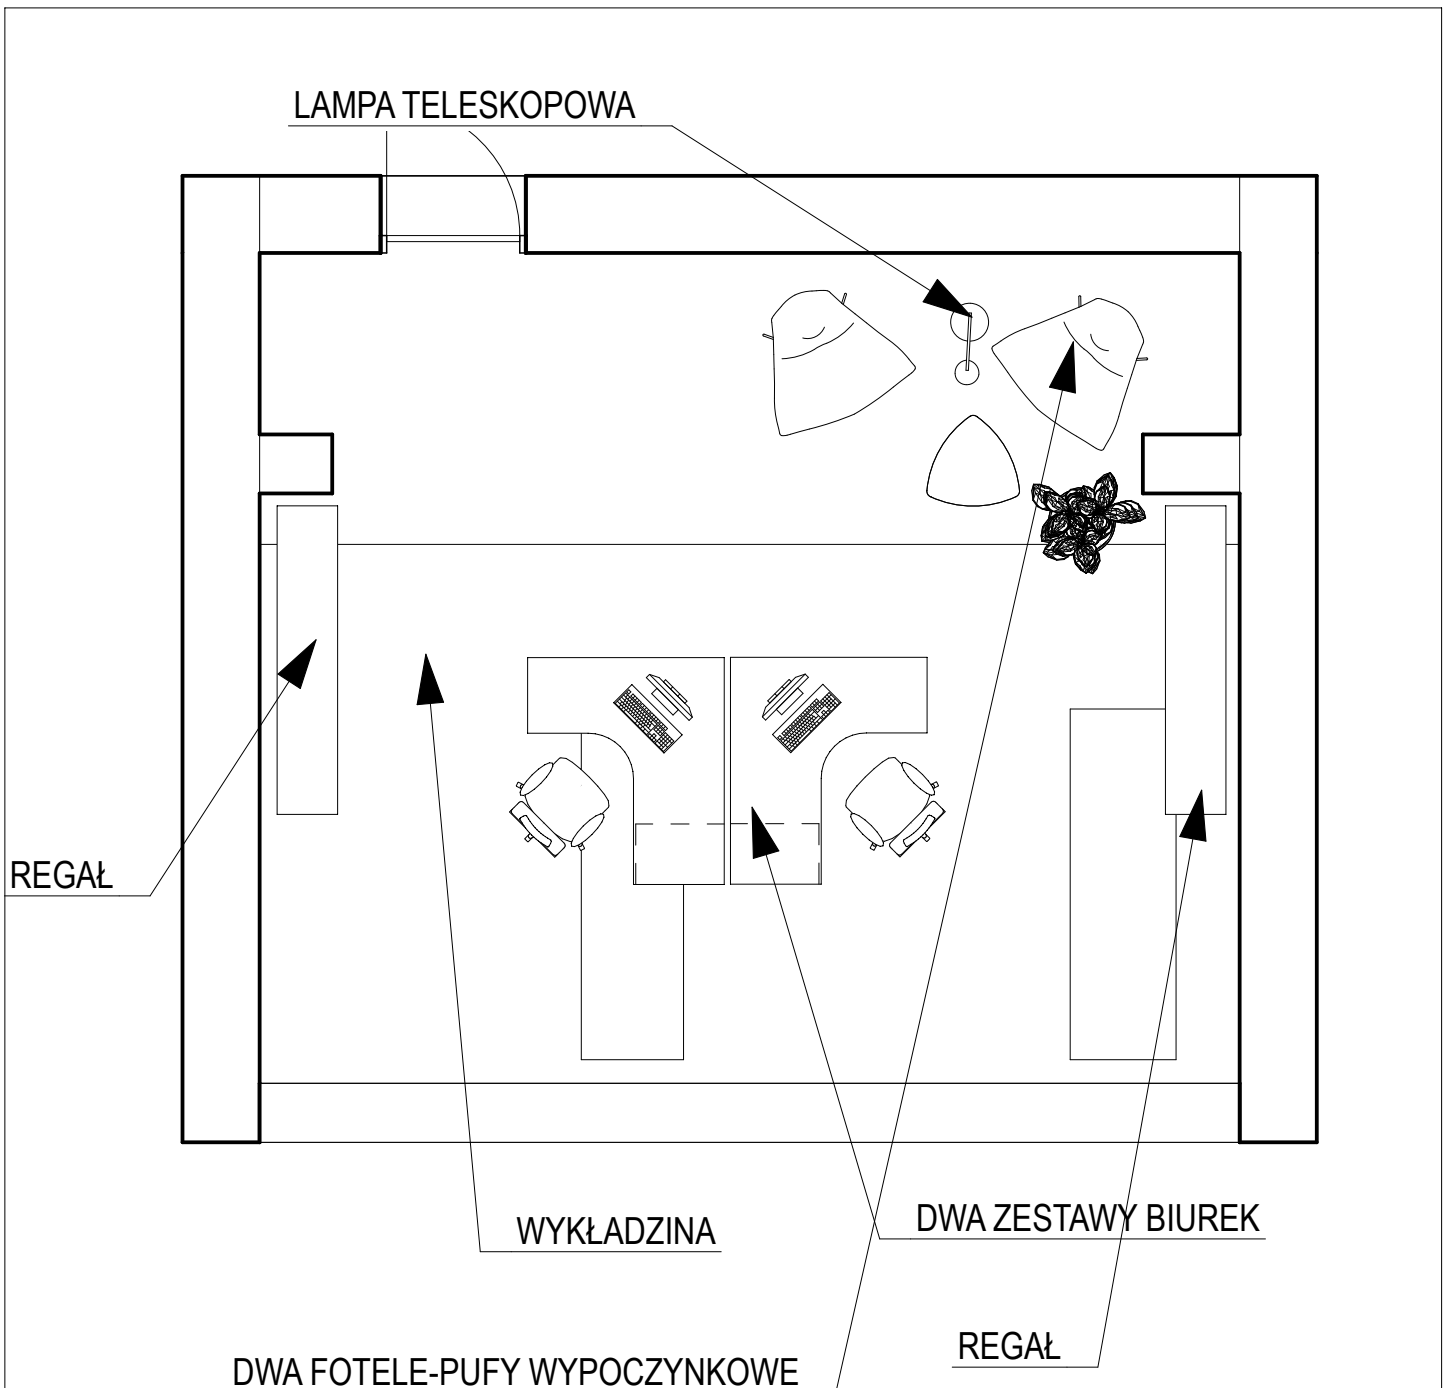 LAMPA TELESKOPOWA
REGAŁ
WYKŁADZINA
DWA ZESTAWY BIUREK
REGAŁ
DWA FOTELE-PUFY WYPOCZYNKOWE